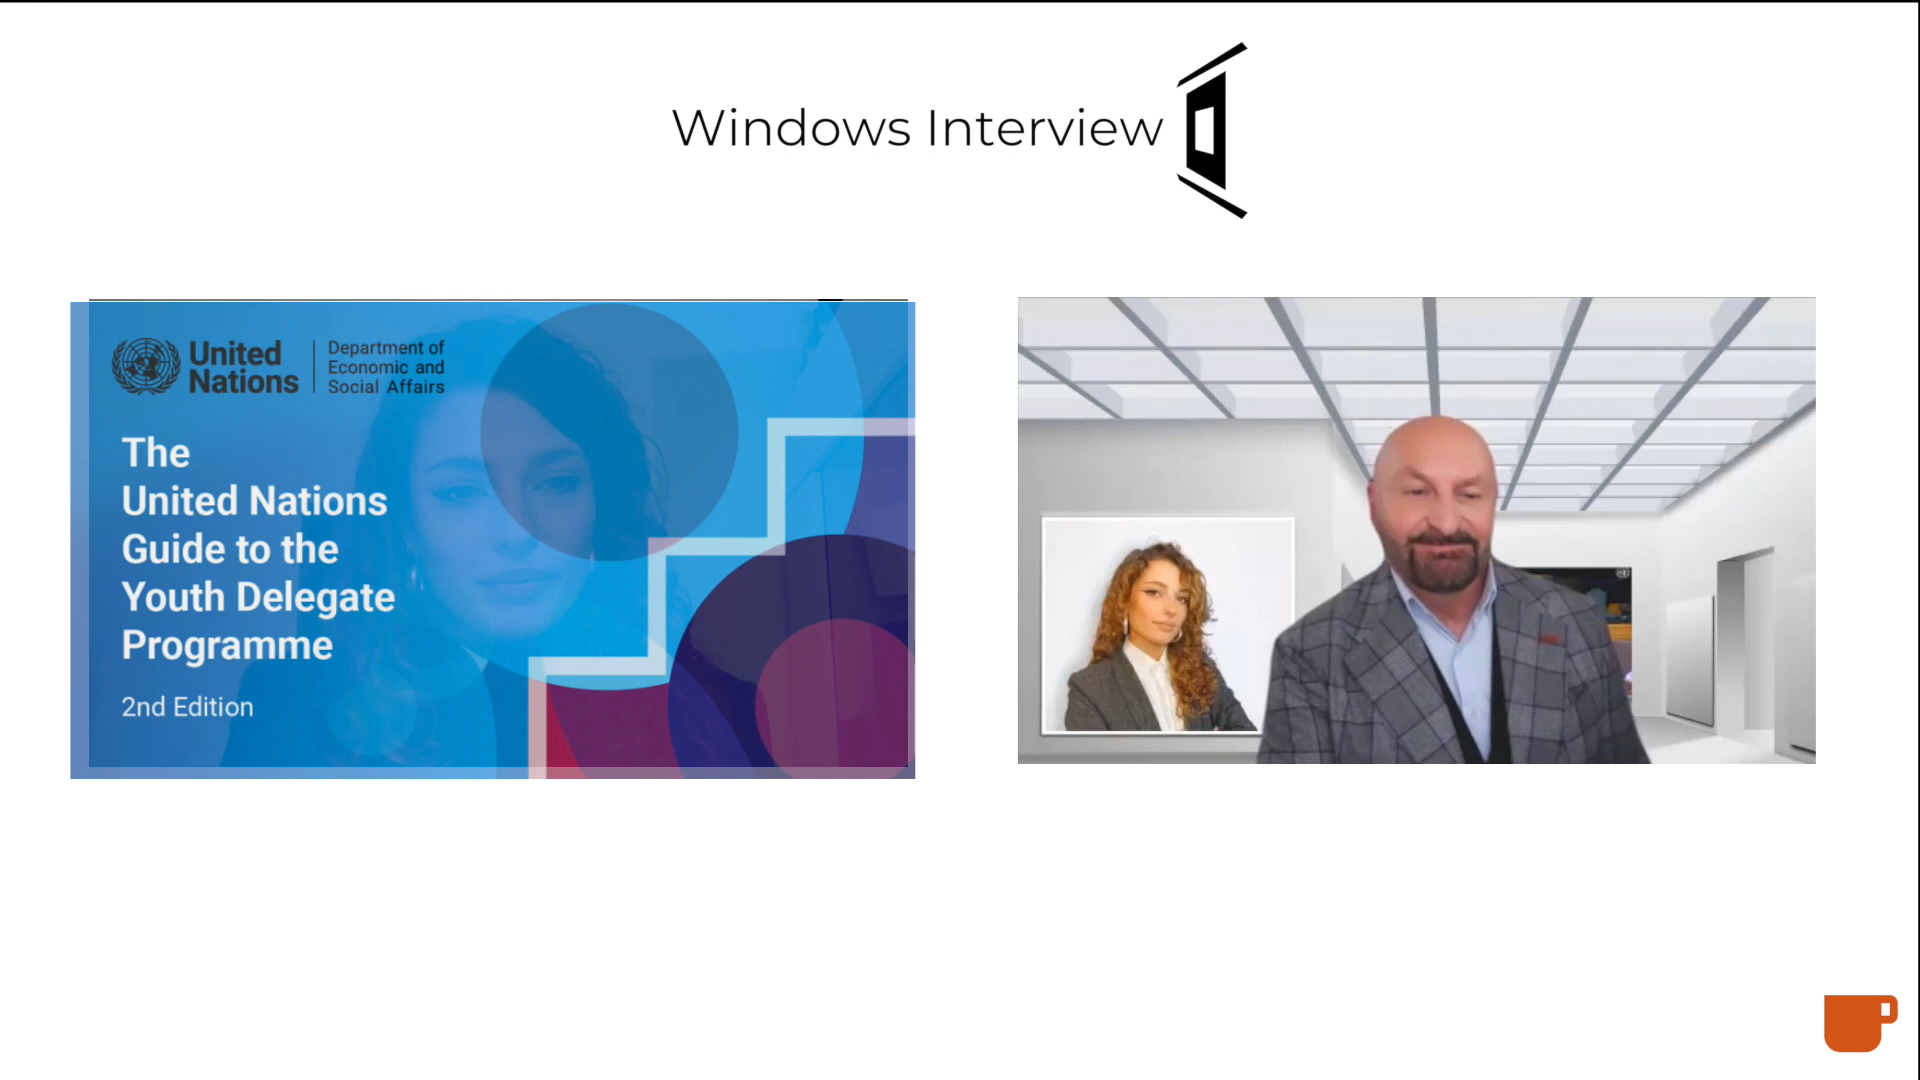 Windows Interview
United
Nations
Department of
Economic and
Social Affairs
The
United Nations
Guide to the
Youth Delegate
Programme
2nd Edition